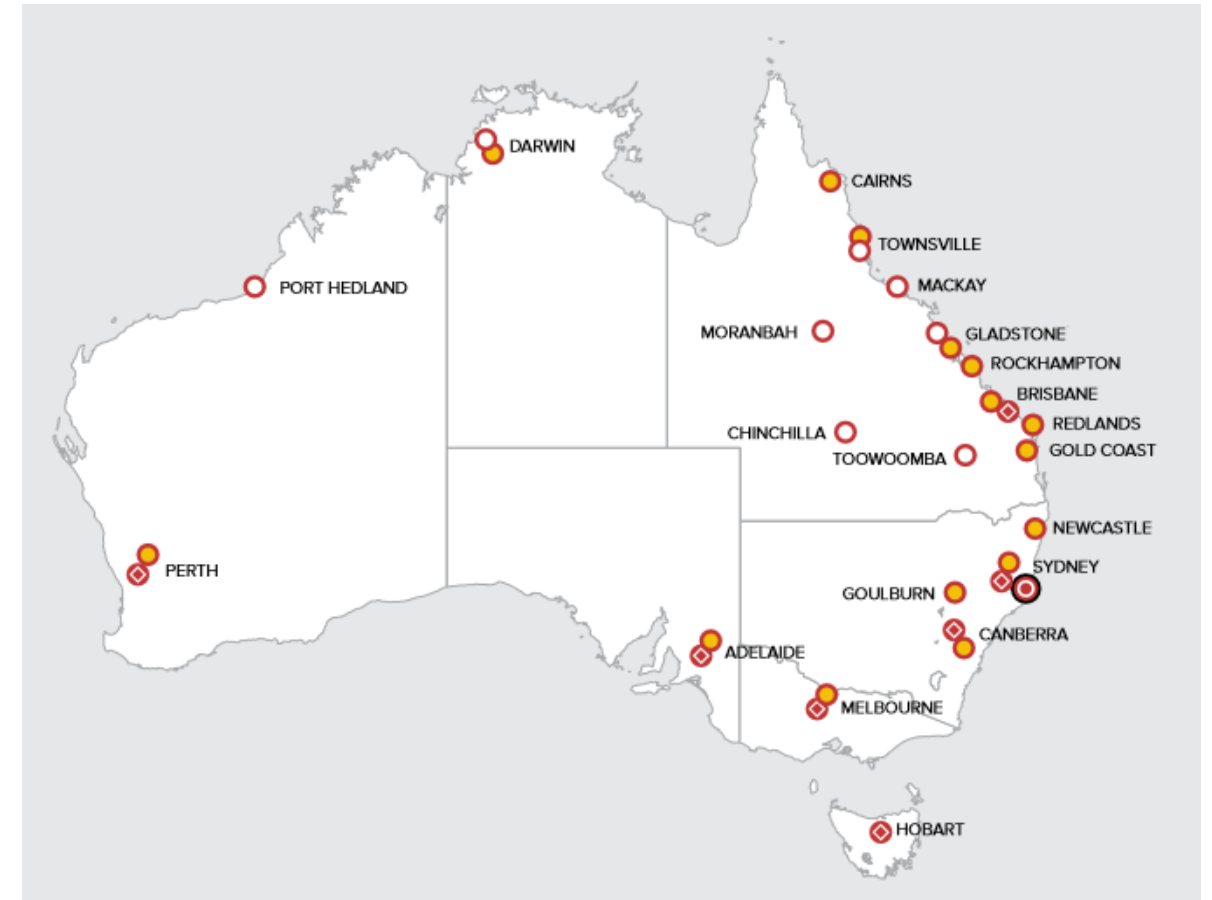 DARWIN
CAIRNS
TOWNSVILLE
PORT HEDLAND
MACKAY
MORANBAH
GLADSTONE
ROCKHAMPTON
BRISBANE
REDLANDS
CHINCHILLA
GOLD COAST
TOOWOOMBA
NEWCASTLE
SYDNEY
PERTH
GOULBURN
CANBERRA
ADELAIDE
MELBOURNE
HOBART